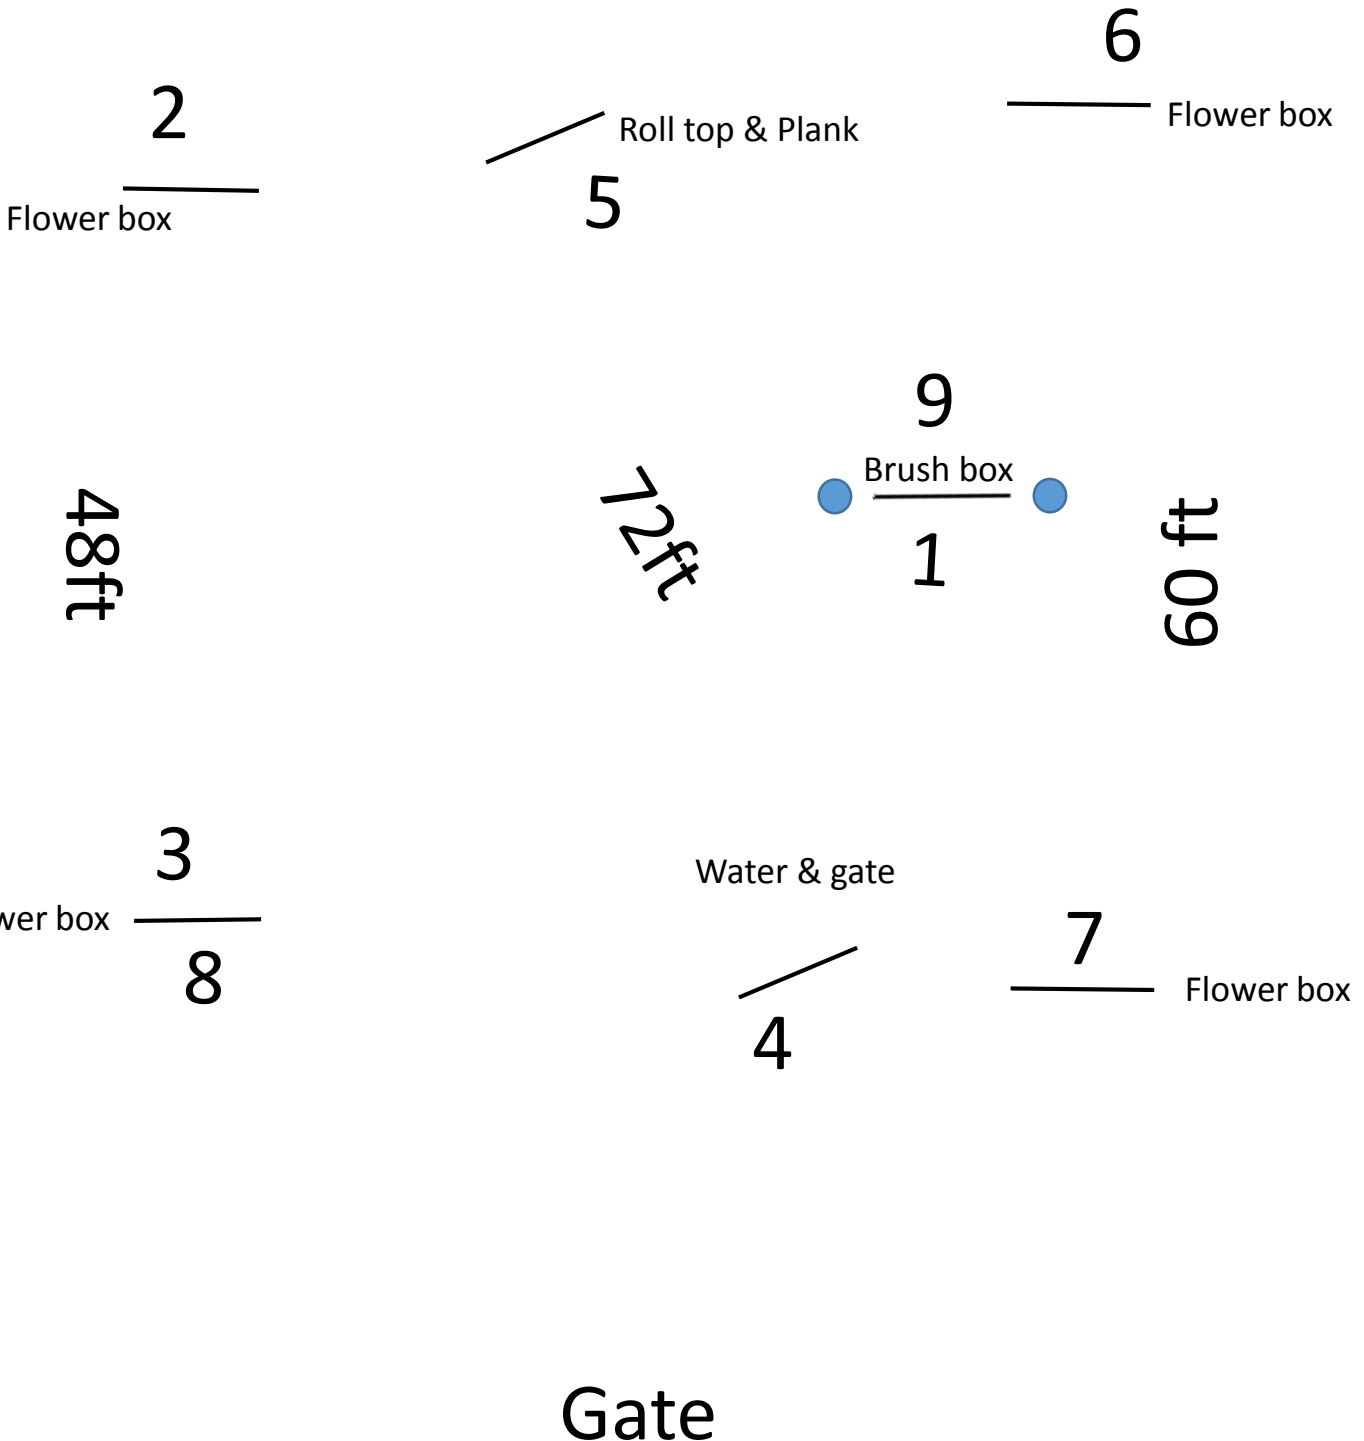 6
2
Flower box
Roll top & Plank
5
Flower box
9
Brush box
1
48ft
72ft
60 ft
3
wer box
8
Water & gate
4
7
Flower box
Gate